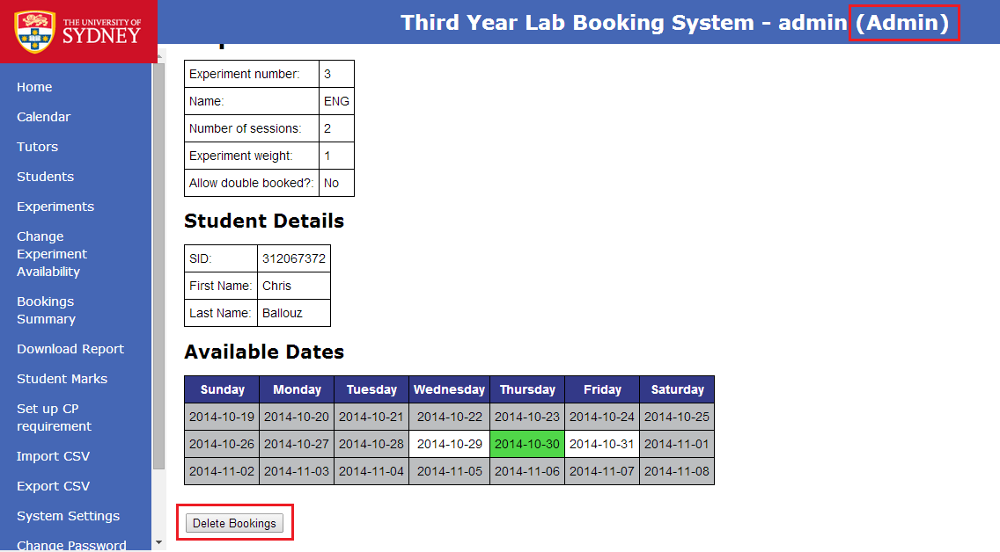 THE UNIVERSITY OF
SYDNEY
Third Year Lab Booking System - admin (Admin)
Home
Calendar
Tutors
Students
Experiments
Change
Experiment
Availability
Bookings
Summary
Download Report
Student Marks
Set up CP
requirement
Import CSV
Export CSV
System Settings
Change Password
Experiment number: 3
Name: ENG
Number of sessions: 2
Experiment weight: 1
Allow double booked?: No
Student Details
SID: 312067372
First Name: Chris
Last Name: Ballouz
Available Dates
Sunday Monday Tuesday Wednesday Thursday Friday Saturday
2014-10-19 2014-10-20 2014-10-21 2014-10-22 2014-10-23 2014-10-24 2014-10-25
2014-10-26 2014-10-27 2014-10-28 2014-10-29 2014-10-30 2014-10-31 2014-11-01
2014-11-02 2014-11-03 2014-11-04 2014-11-05 2014-11-06 2014-11-07 2014-11-08
Delete Bookings